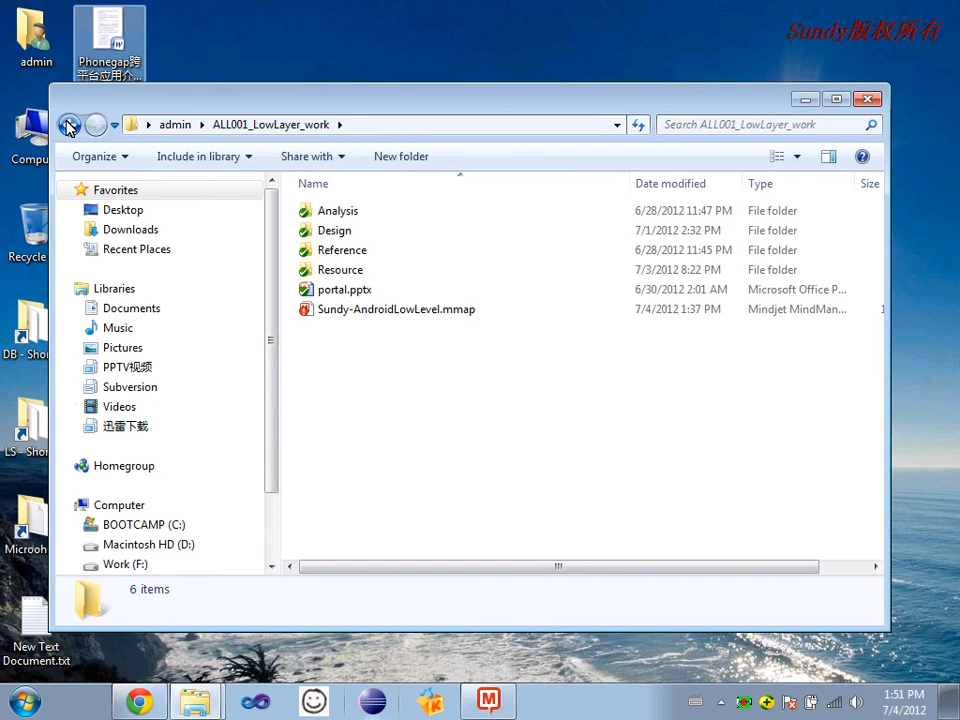 Sundy版权所有
admin
Phonegap跨
平台应用介...
Compu
Recycle
DB - Sho
LS - Shor
Microoh
New Text
Document.txt
admin
ALL001_LowLayer_work
Search ALL001_LowLayer_work
Organize
Include in library
Share with
New folder
Name
Date modified
Type
Size
Favorites
Desktop
Downloads
Recent Places
Libraries
Documents
Music
Pictures
PPTV视频
Subversion
Videos
迅雷下载
Homegroup
Computer
BOOTCAMP (C:)
Macintosh HD (D:)
Work (F:)
Analysis 6/28/2012 11:47 PM File folder
Design 7/1/2012 2:32 PM File folder
Reference 6/28/2012 11:45 PM File folder
Resource 7/3/2012 8:22 PM File folder
portal.pptx 6/30/2012 2:01 AM Microsoft Office P...
Sundy-AndroidLowLevel.mmap 7/4/2012 1:37 PM Mindjet MindMan... 1
6 items
1:51 PM
7/4/2012